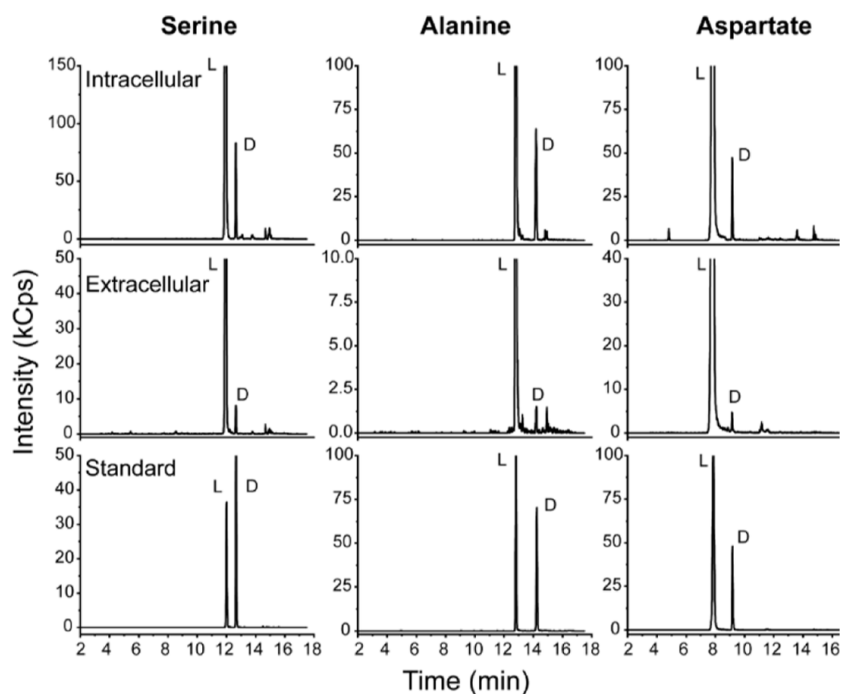 Serine Alanine Aspartate
Intracellular
150
100
50
0
L
D
100
75
50
25
0
L
D
100
75
50
25
0
L
D
Extracellular
50
40
30
20
10
0
L
D
10.0
7.5
5.0
2.5
0.0
L
D
40
30
20
10
0
L
D
Standard
50
40
30
20
10
0
L
D
100
75
50
25
0
L
D
100
75
50
25
0
L
D
2 4 6 8 10 12 14 16 18
2 4 6 8 10 12 14 16 18
2 4 6 8 10 12 14 16
Intensity (kCps)
Time (min)